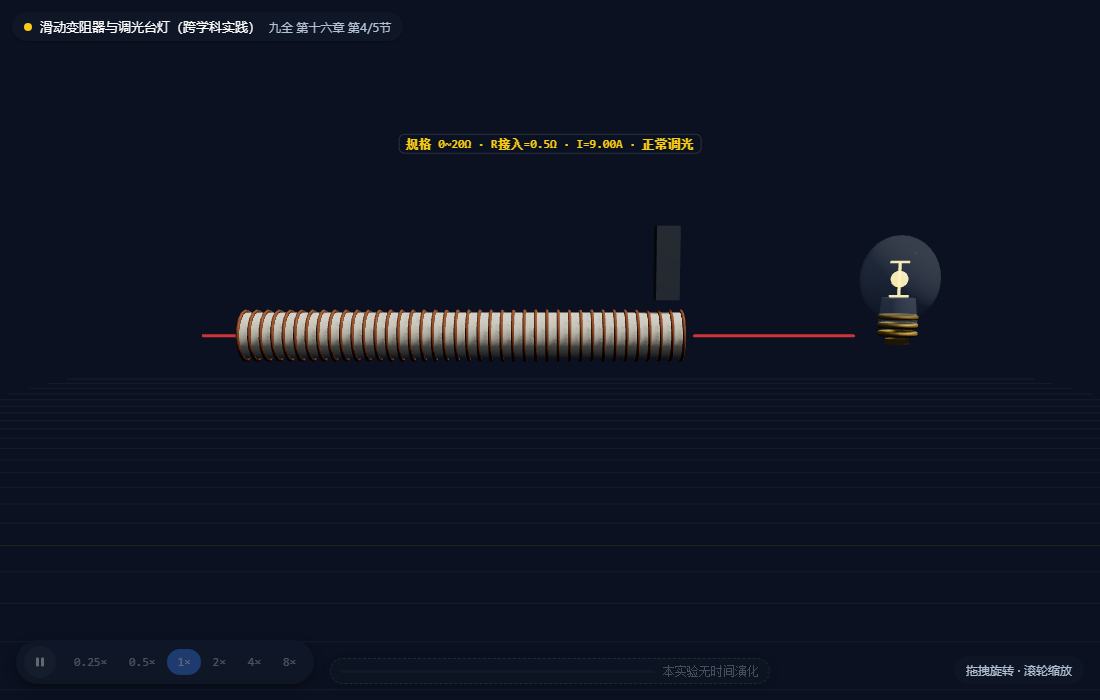 滑动变阻器与调光台灯（跨学科实践） 九全 第十六章 第4/5节
规格 0~20Ω · R接入=0.5Ω · I=9.00A · 正常调光
0.25× 0.5× 1× 2× 4× 8×
本实验无时间演化
拖拽旋转 · 滚轮缩放